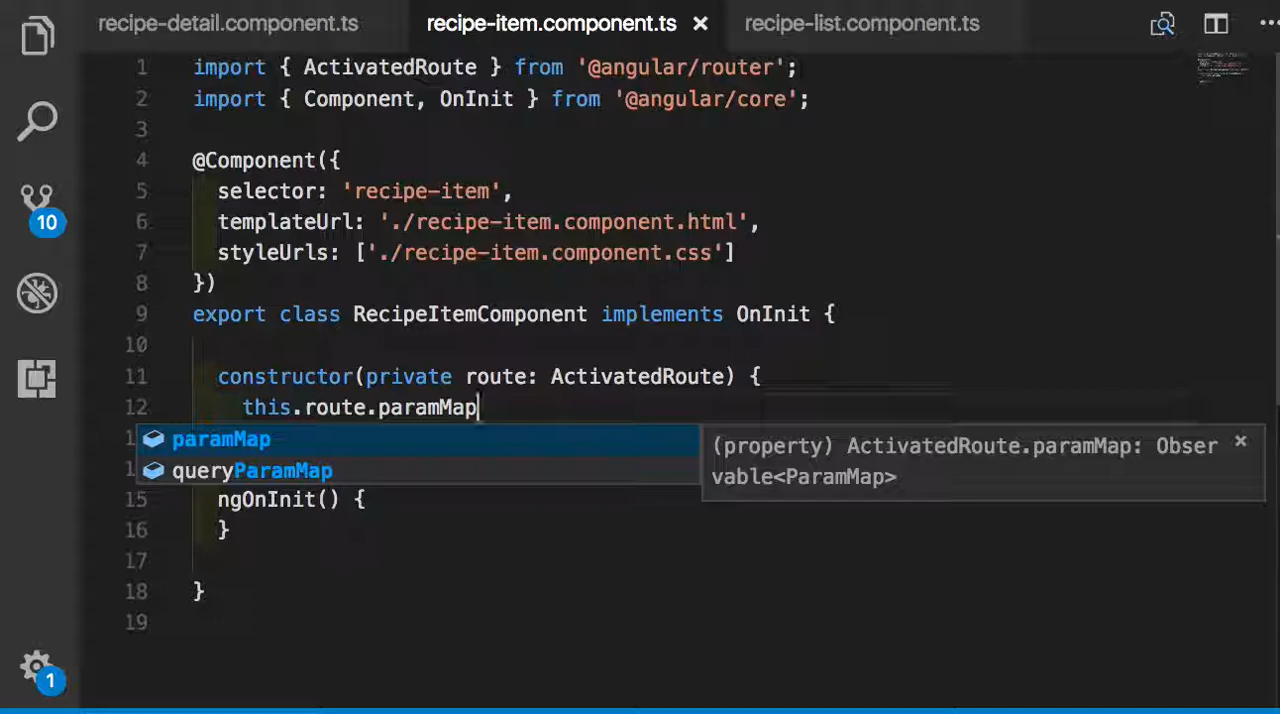 recipe-detail.component.ts recipe-item.component.ts × recipe-list.component.ts
1 import { ActivatedRoute } from '@angular/router';
2 import { Component, OnInit } from '@angular/core';
3
4 @Component({
5 selector: 'recipe-item',
6 templateUrl: './recipe-item.component.html',
7 styleUrls: ['./recipe-item.component.css']
8 })
9 export class RecipeItemComponent implements OnInit {
10
11 constructor(private route: ActivatedRoute) {
12 this.route.paramMap
paramMap
queryParamMap
(property) ActivatedRoute.paramMap: Obser
vable<ParamMap>
15 ngOnInit() {
16 }
17
18 }
19
10
1